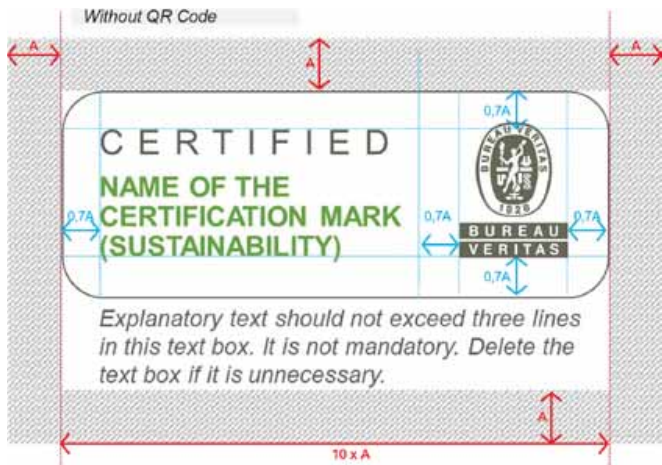 Without QR Code
A
A
A
0,7A
CERTIFIED
BUREAU VERITAS
1828
NAME OF THE
CERTIFICATION MARK
(SUSTAINABILITY)
0,7A
0,7A
0,7A
BUREAU
VERITAS
0,7A
Explanatory text should not exceed three lines
in this text box. It is not mandatory. Delete the
text box if it is unnecessary.
A
10 x A